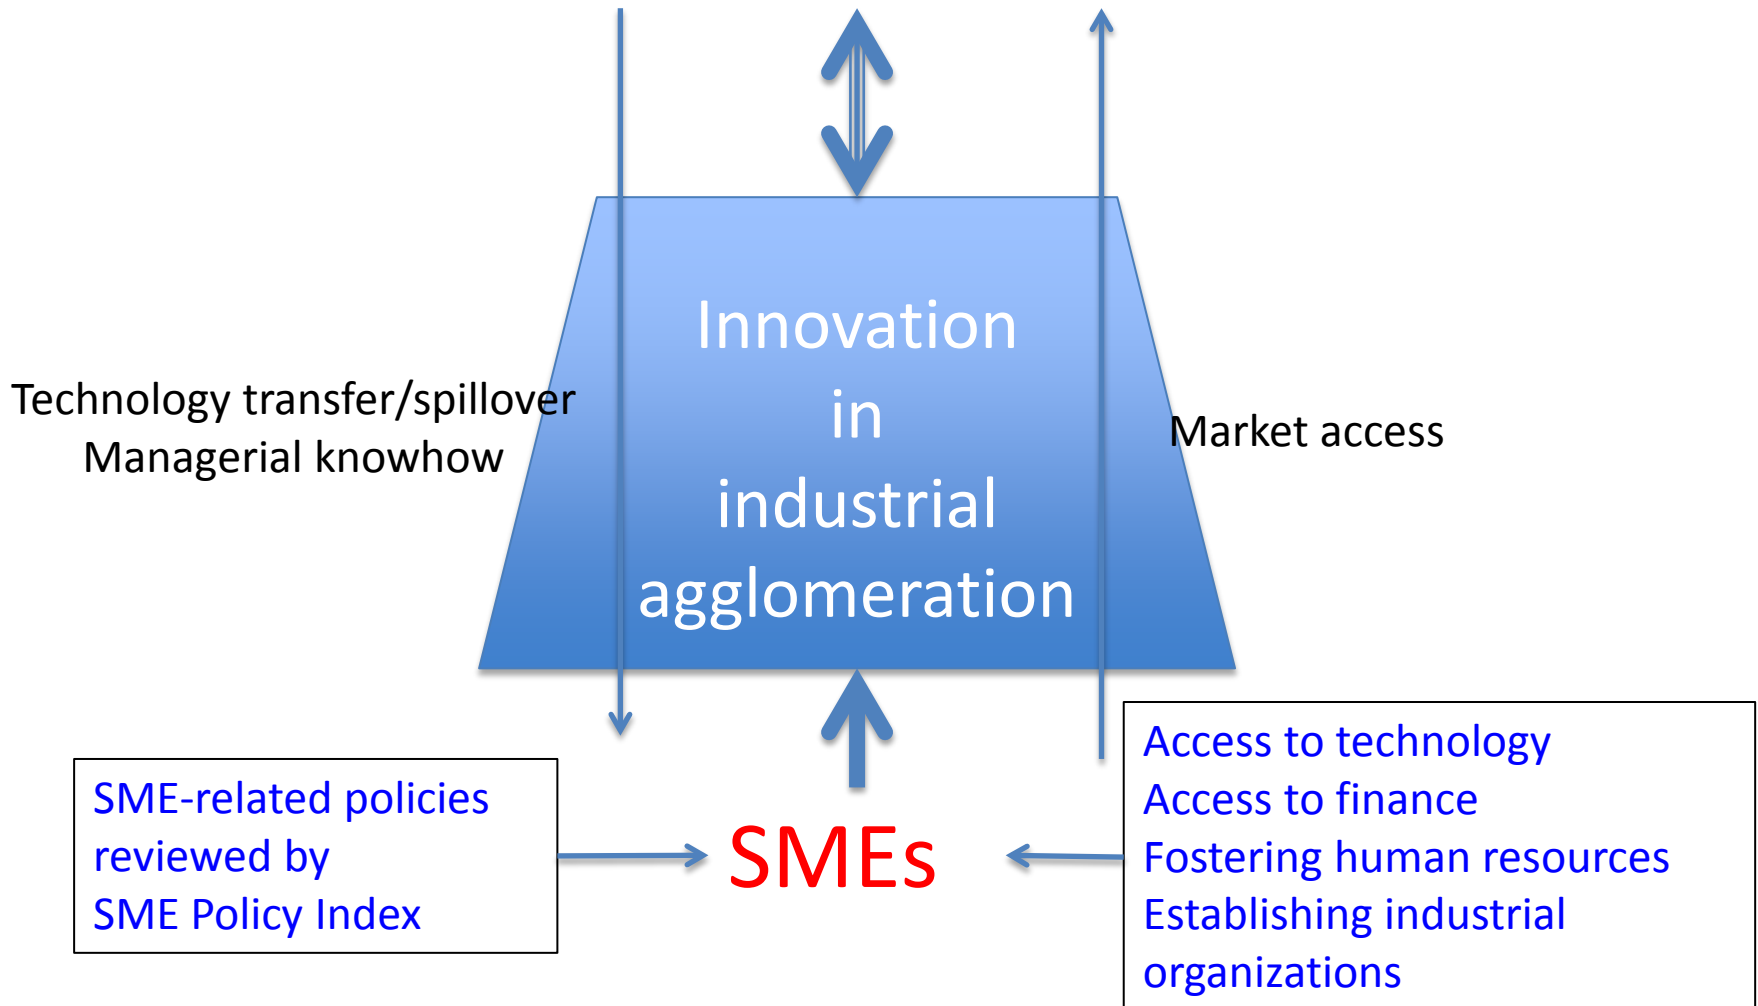 Innovation
in
industrial
agglomeration
Technology transfer/spillover
Managerial knowhow
Market access
SME-related policies
reviewed by
SME Policy Index
SMEs
Access to technology
Access to finance
Fostering human resources
Establishing industrial
organizations